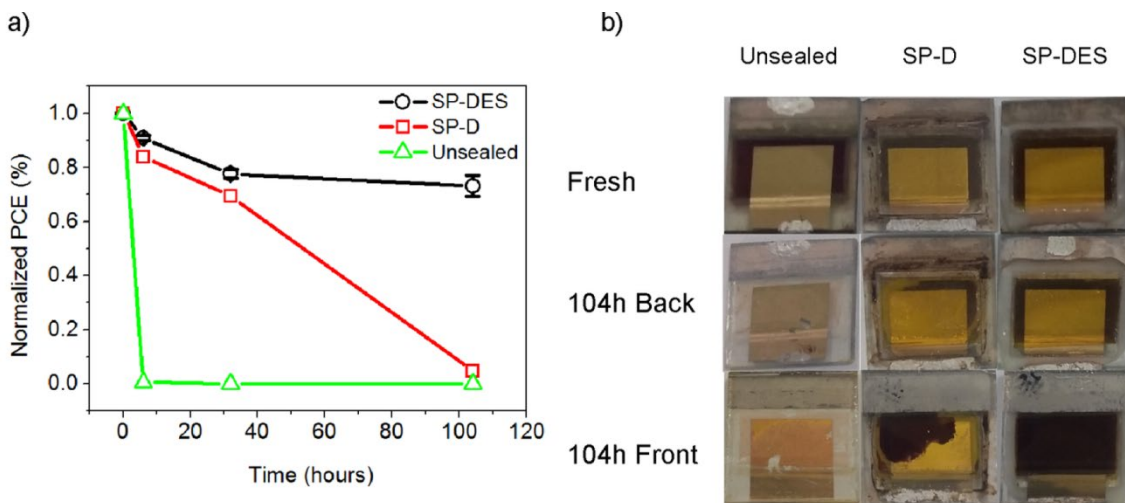 a)
Normalized PCE (%)
1.0
0.8
0.6
0.4
0.2
0.0
SP-DES
SP-D
Unsealed
0 20 40 60 80 100 120
Time (hours)
b)
Unsealed SP-D SP-DES
Fresh
104h Back
104h Front